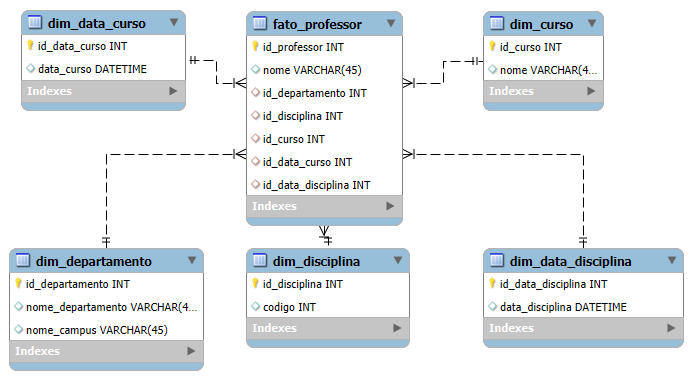 dim_data_curso
id_data_curso INT
data_curso DATETIME
Indexes
fato_professor
id_professor INT
nome VARCHAR(45)
id_departamento INT
id_disciplina INT
id_curso INT
id_data_curso INT
id_data_disciplina INT
Indexes
dim_curso
id_curso INT
nome VARCHAR(4...
Indexes
dim_departamento
id_departamento INT
nome_departamento VARCHAR(4...
nome_campus VARCHAR(45)
Indexes
dim_disciplina
id_disciplina INT
codigo INT
Indexes
dim_data_disciplina
id_data_disciplina INT
data_disciplina DATETIME
Indexes